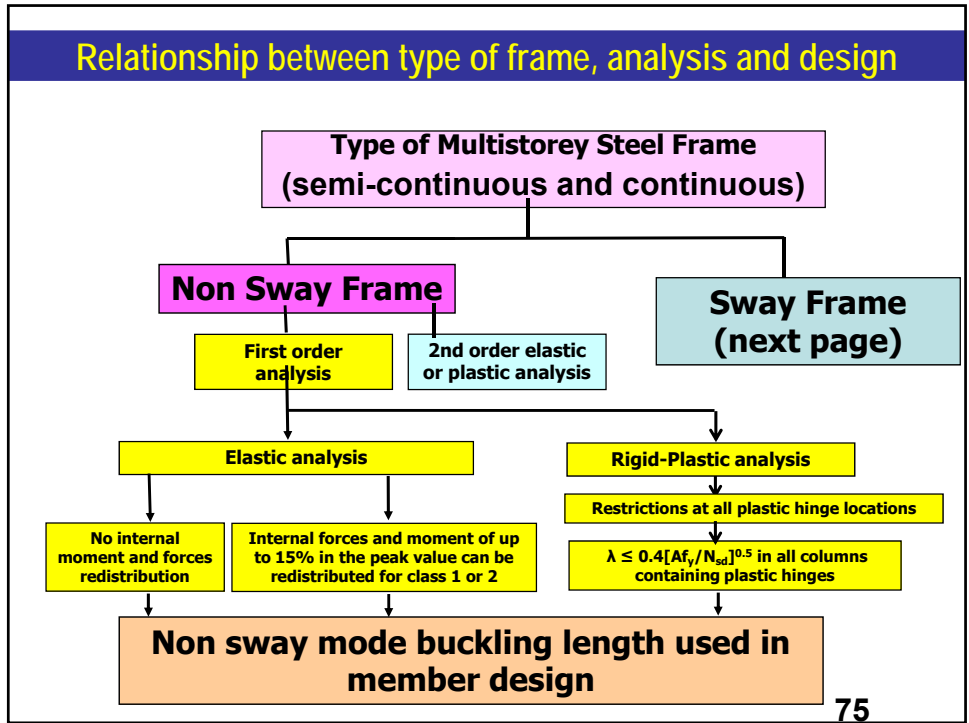 Relationship between type of frame, analysis and design
Type of Multistorey Steel Frame
(semi-continuous and continuous)
Non Sway Frame
Sway Frame
(next page)
First order
analysis
2nd order elastic
or plastic analysis
Elastic analysis
Rigid-Plastic analysis
Restrictions at all plastic hinge locations
No internal
moment and forces
redistribution
Internal forces and moment of up
to 15% in the peak value can be
redistributed for class 1 or 2
λ ≤ 0.4[Af_y/N_sd]^0.5 in all columns
containing plastic hinges
Non sway mode buckling length used in
member design
75